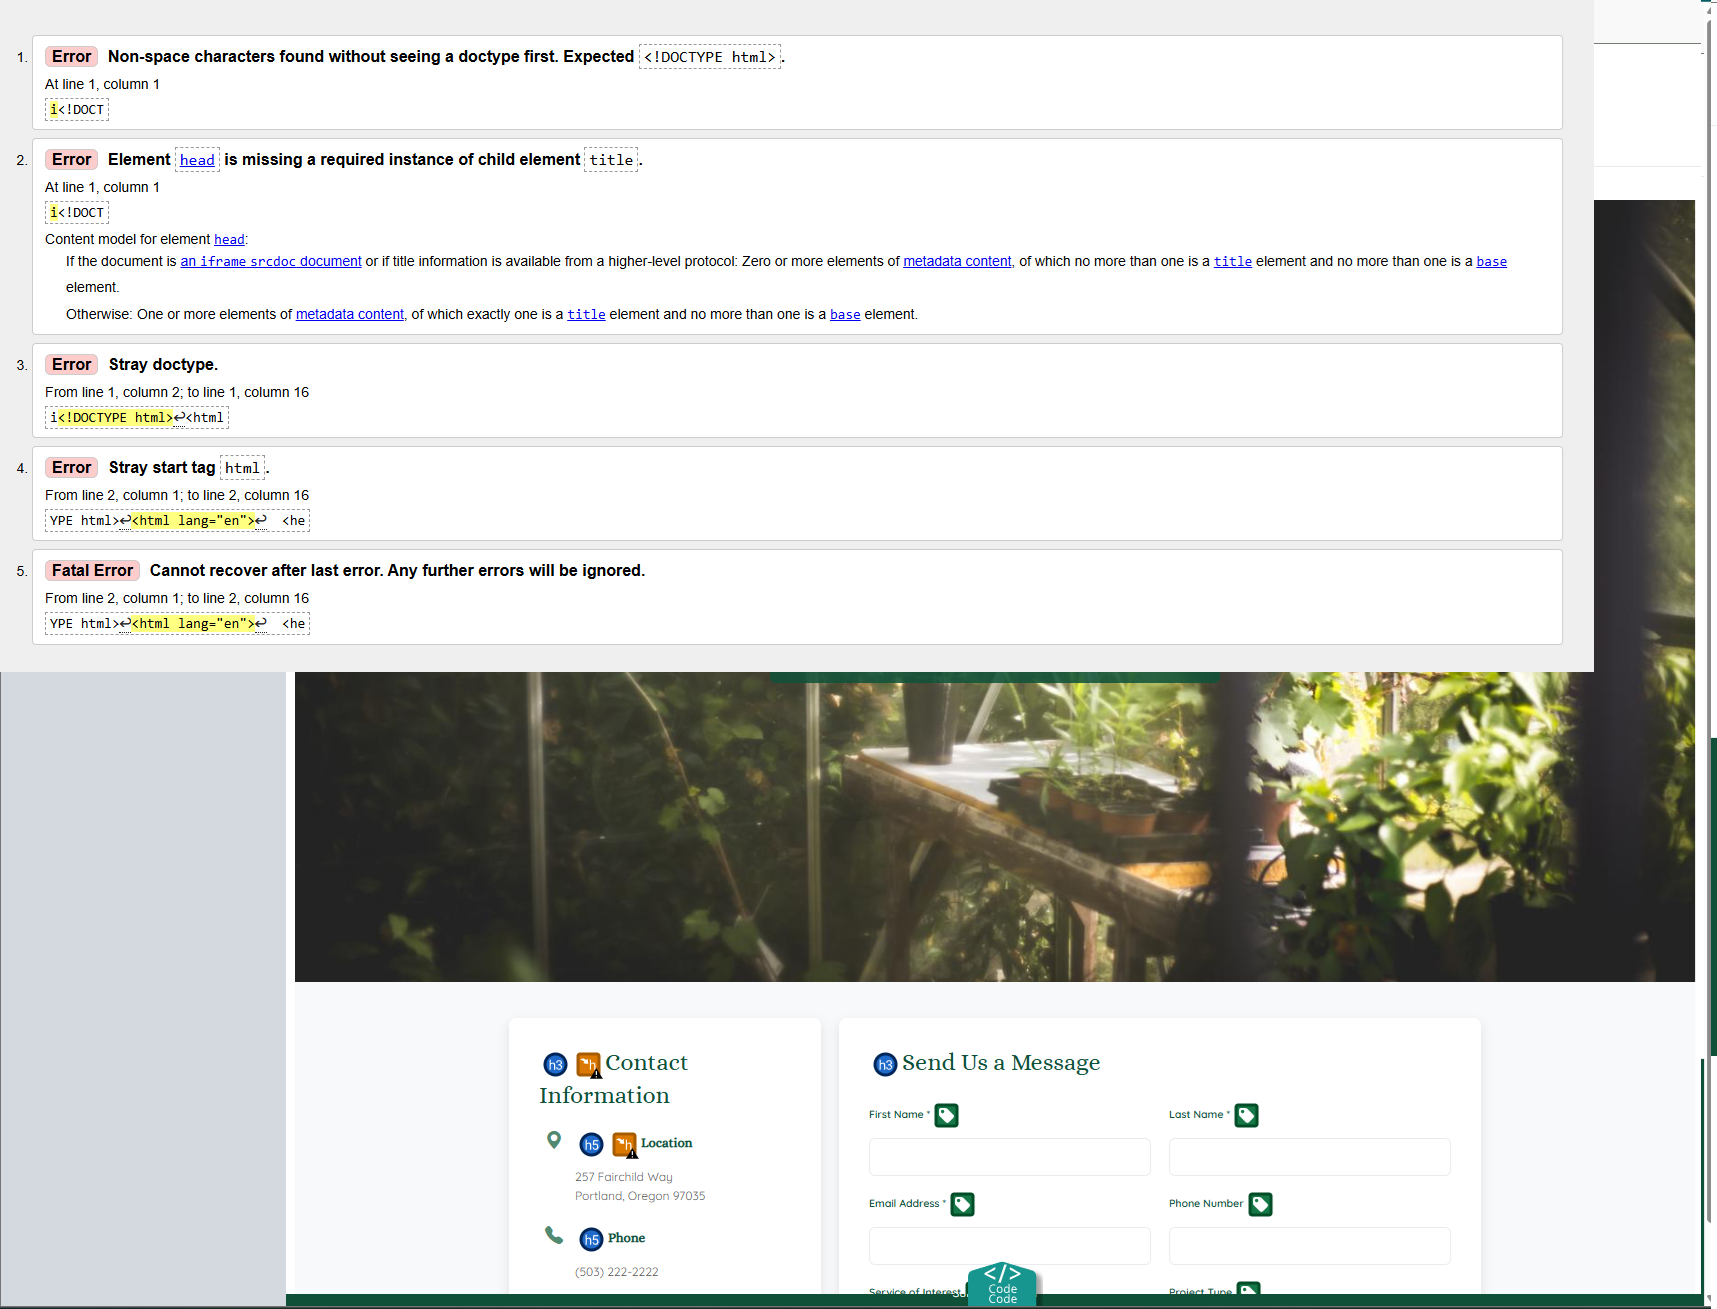 1. Error Non-space characters found without seeing a doctype first. Expected <!DOCTYPE html>.
At line 1, column 1
i<!DOCT
2. Error Element head is missing a required instance of child element title.
At line 1, column 1
i<!DOCT
Content model for element head:
If the document is an iframe srcdoc document or if title information is available from a higher-level protocol: Zero or more elements of metadata content, of which no more than one is a title element and no more than one is a base
element.
Otherwise: One or more elements of metadata content, of which exactly one is a title element and no more than one is a base element.
3. Error Stray doctype.
From line 1, column 2; to line 1, column 16
i<!DOCTYPE html>↩<html
4. Error Stray start tag html.
From line 2, column 1; to line 2, column 16
YPE html>↩<html lang="en">↩ <he
5. Fatal Error Cannot recover after last error. Any further errors will be ignored.
From line 2, column 1; to line 2, column 16
YPE html>↩<html lang="en">↩ <he
h3 h Contact
Information
h5 h Location
257 Fairchild Way
Portland, Oregon 97035
h5 Phone
(503) 222-2222
h3 Send Us a Message
First Name * Last Name *
Email Address * Phone Number
Service of Interest Project Type
</>
Code
Code